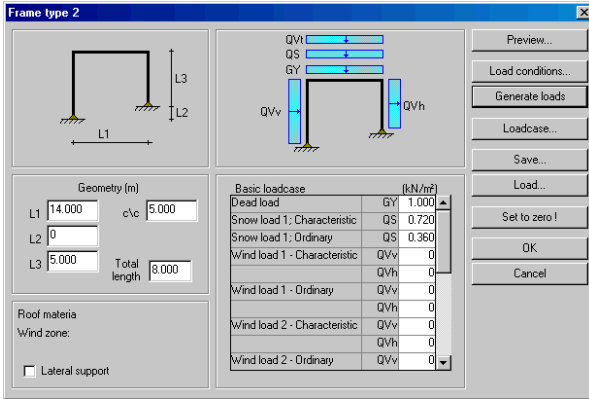 Frame type 2
L3
L2
L1
QVt
QS
GY
QVv
QVh
Preview...
Load conditions...
Generate loads
Loadcase...
Save...
Load...
Set to zero !
OK
Cancel
Geometry (m)
L1 14.000 c\c 5.000
L2 0
L3 5.000 Total length 8.000
Roof materia
Wind zone:
Lateral support
Basic loadcase (kN/m²)
Dead load GY 1.000
Snow load 1; Characteristic QS 0.720
Snow load 1; Ordinary QS 0.360
Wind load 1 - Characteristic QVv 0
QVh 0
Wind load 1 - Ordinary QVv 0
QVh 0
Wind load 2 - Characteristic QVv 0
QVh 0
Wind load 2 - Ordinary QVv 0